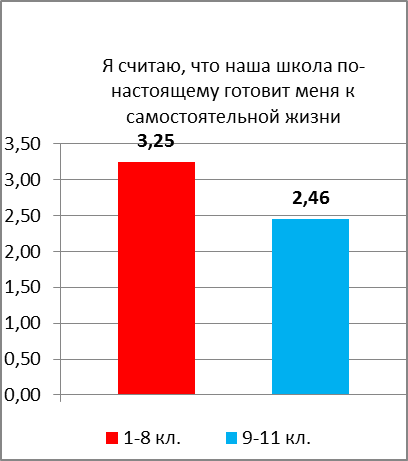 Я считаю, что наша школа по-
настоящему готовит меня к
самостоятельной жизни
3,50
3,25
3,00
2,50
2,46
2,00
1,50
1,00
0,50
0,00
1-8 кл.
9-11 кл.